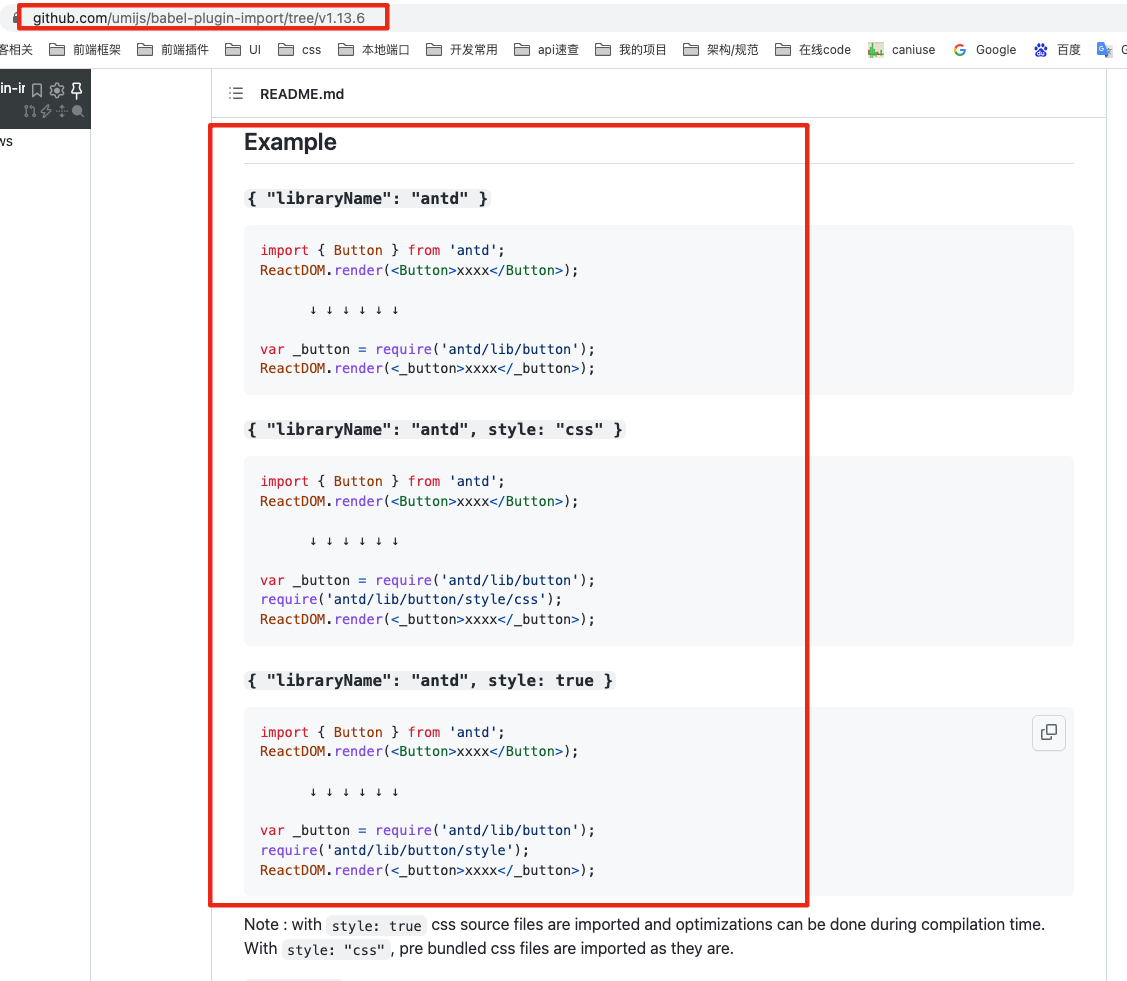 github.com/umijs/babel-plugin-import/tree/v1.13.6
客相关 前端框架 前端插件 UI css 本地端口 开发常用 api速查 我的项目 架构/规范 在线code caniuse Google 百度 G
in-ir
ws
README.md
Example
{ "libraryName": "antd" }
import { Button } from 'antd';
ReactDOM.render(<Button>xxxx</Button>);
↓ ↓ ↓ ↓ ↓ ↓
var _button = require('antd/lib/button');
ReactDOM.render(<_button>xxxx</_button>);
{ "libraryName": "antd", style: "css" }
import { Button } from 'antd';
ReactDOM.render(<Button>xxxx</Button>);
↓ ↓ ↓ ↓ ↓ ↓
var _button = require('antd/lib/button');
require('antd/lib/button/style/css');
ReactDOM.render(<_button>xxxx</_button>);
{ "libraryName": "antd", style: true }
import { Button } from 'antd';
ReactDOM.render(<Button>xxxx</Button>);
↓ ↓ ↓ ↓ ↓ ↓
var _button = require('antd/lib/button');
require('antd/lib/button/style');
ReactDOM.render(<_button>xxxx</_button>);
Note : with style: true css source files are imported and optimizations can be done during compilation time.
With style: "css" , pre bundled css files are imported as they are.